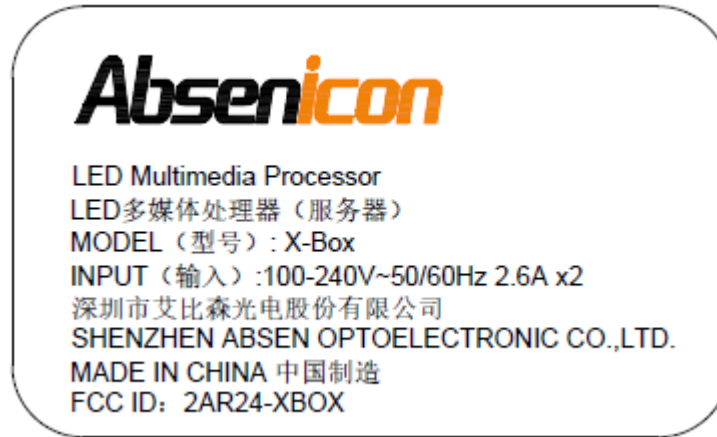 Absenicon
LED Multimedia Processor
LED多媒体处理器（服务器）
MODEL（型号）: X-Box
INPUT（输入）:100-240V~50/60Hz 2.6A x2
深圳市艾比森光电股份有限公司
SHENZHEN ABSEN OPTOELECTRONIC CO.,LTD.
MADE IN CHINA 中国制造
FCC ID：2AR24-XBOX